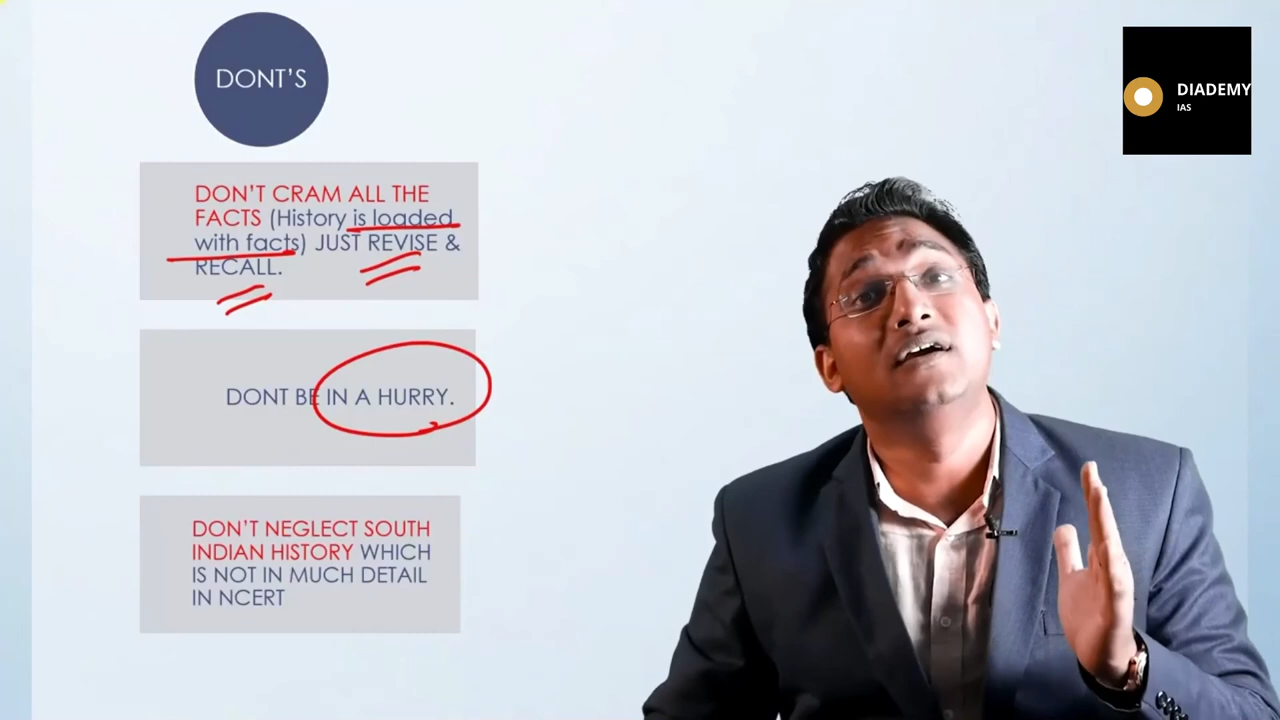 DONT'S
DIADEMY
IAS
DON'T CRAM ALL THE
FACTS (History is loaded
with facts) JUST REVISE &
RECALL.
DONT BE IN A HURRY.
DON'T NEGLECT SOUTH
INDIAN HISTORY WHICH
IS NOT IN MUCH DETAIL
IN NCERT